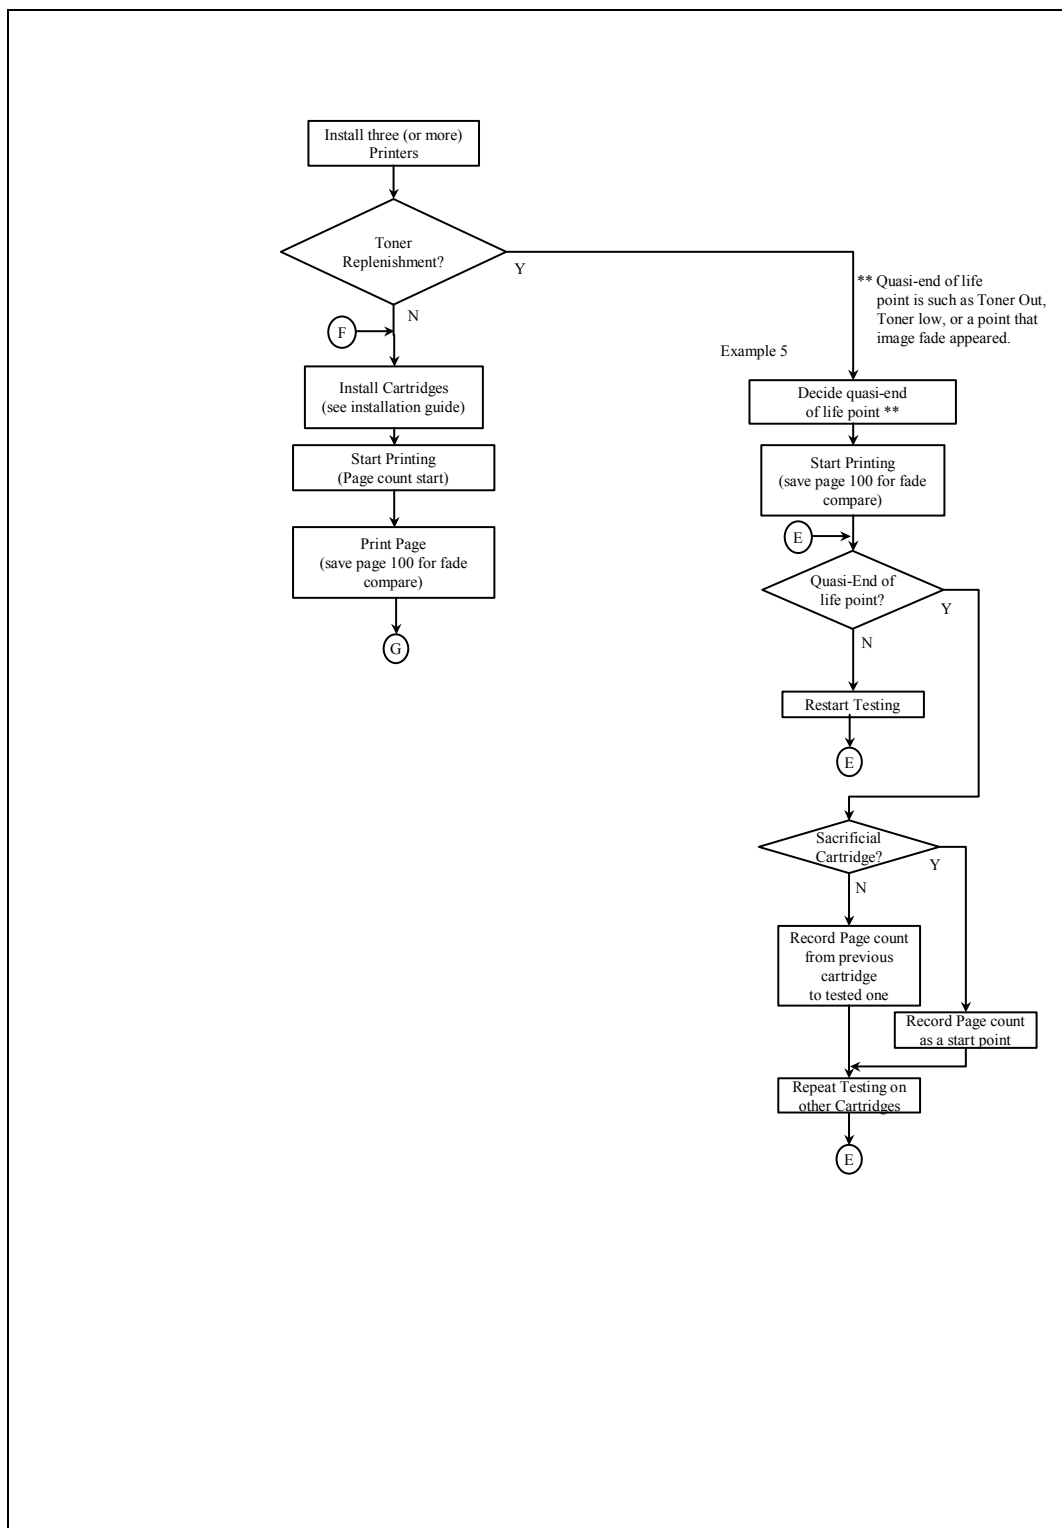 Install three (or more)
Printers
Toner
Replenishment?
Y
N
F
Install Cartridges
(see installation guide)
Start Printing
(Page count start)
Print Page
(save page 100 for fade
compare)
G
** Quasi-end of life
point is such as Toner Out,
Toner low, or a point that
image fade appeared.
Example 5
Decide quasi-end
of life point **
Start Printing
(save page 100 for fade
compare)
E
Quasi-End of
life point?
Y
N
Restart Testing
E
Sacrificial
Cartridge?
Y
N
Record Page count
from previous
cartridge
to tested one
Record Page count
as a start point
Repeat Testing on
other Cartridges
E